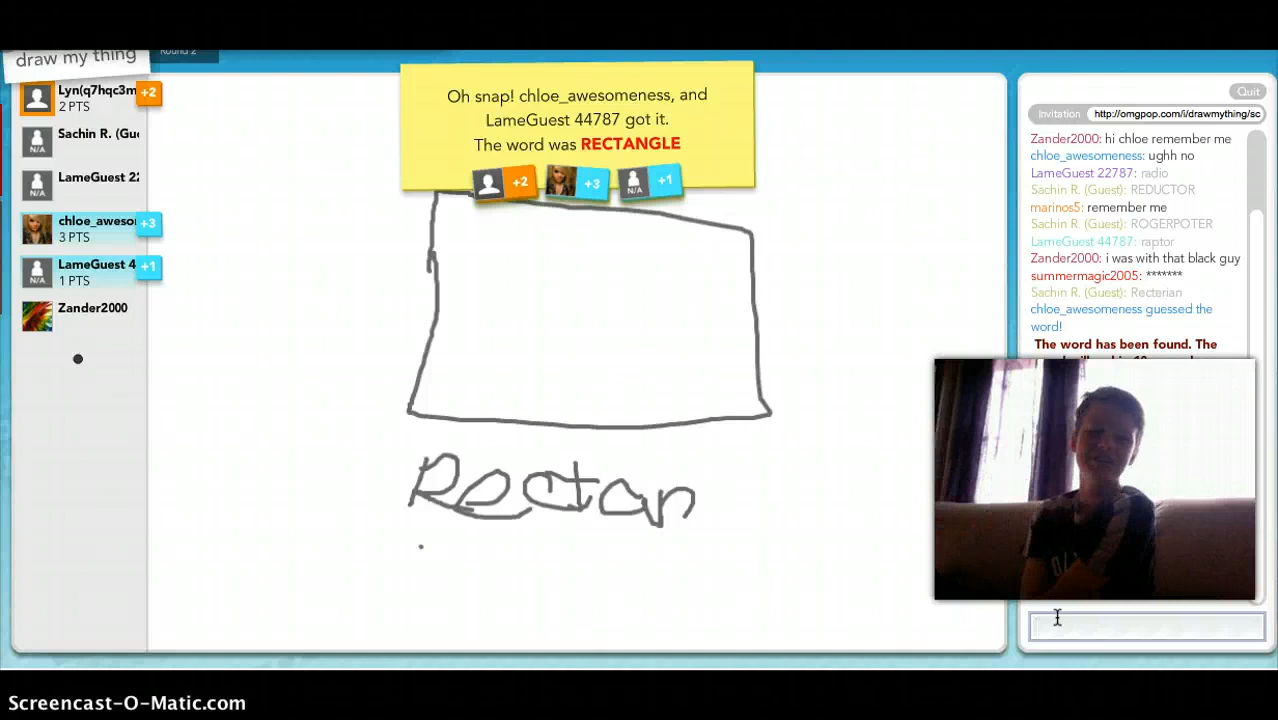 draw my thing
Round 2
Lyn(q7hqc3m
2 PTS
+2
Sachin R. (Gue
N/A
LameGuest 22
N/A
chloe_aweso
3 PTS
+3
LameGuest 4
1 PTS
N/A
+1
Zander2000
Oh snap! chloe_awesomeness, and
LameGuest 44787 got it.
The word was RECTANGLE
+2
+3
N/A
+1
Rectan
Quit
Invitation http://omgpop.com/i/drawmything/sc
Zander2000: hi chloe remember me
chloe_awesomeness: ughh no
LameGuest 22787: radio
Sachin R. (Guest): REDUCTOR
marinos5: remember me
Sachin R. (Guest): ROGERPOTER
LameGuest 44787: raptor
Zander2000: i was with that black guy
summermagic2005: *******
Sachin R. (Guest): Recterian
chloe_awesomeness guessed the
word!
The word has been found. The
Screencast-O-Matic.com